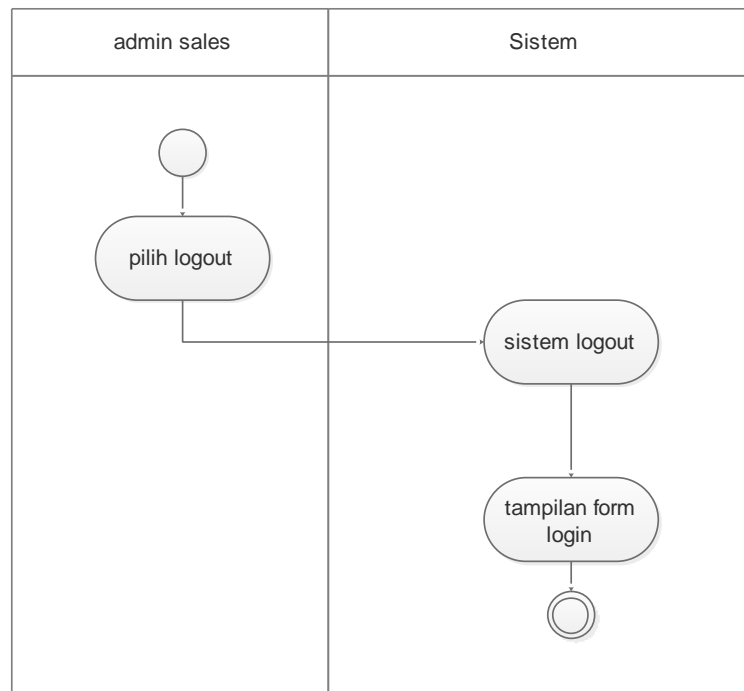 admin sales
Sistem
pilih logout
sistem logout
tampilan form
login